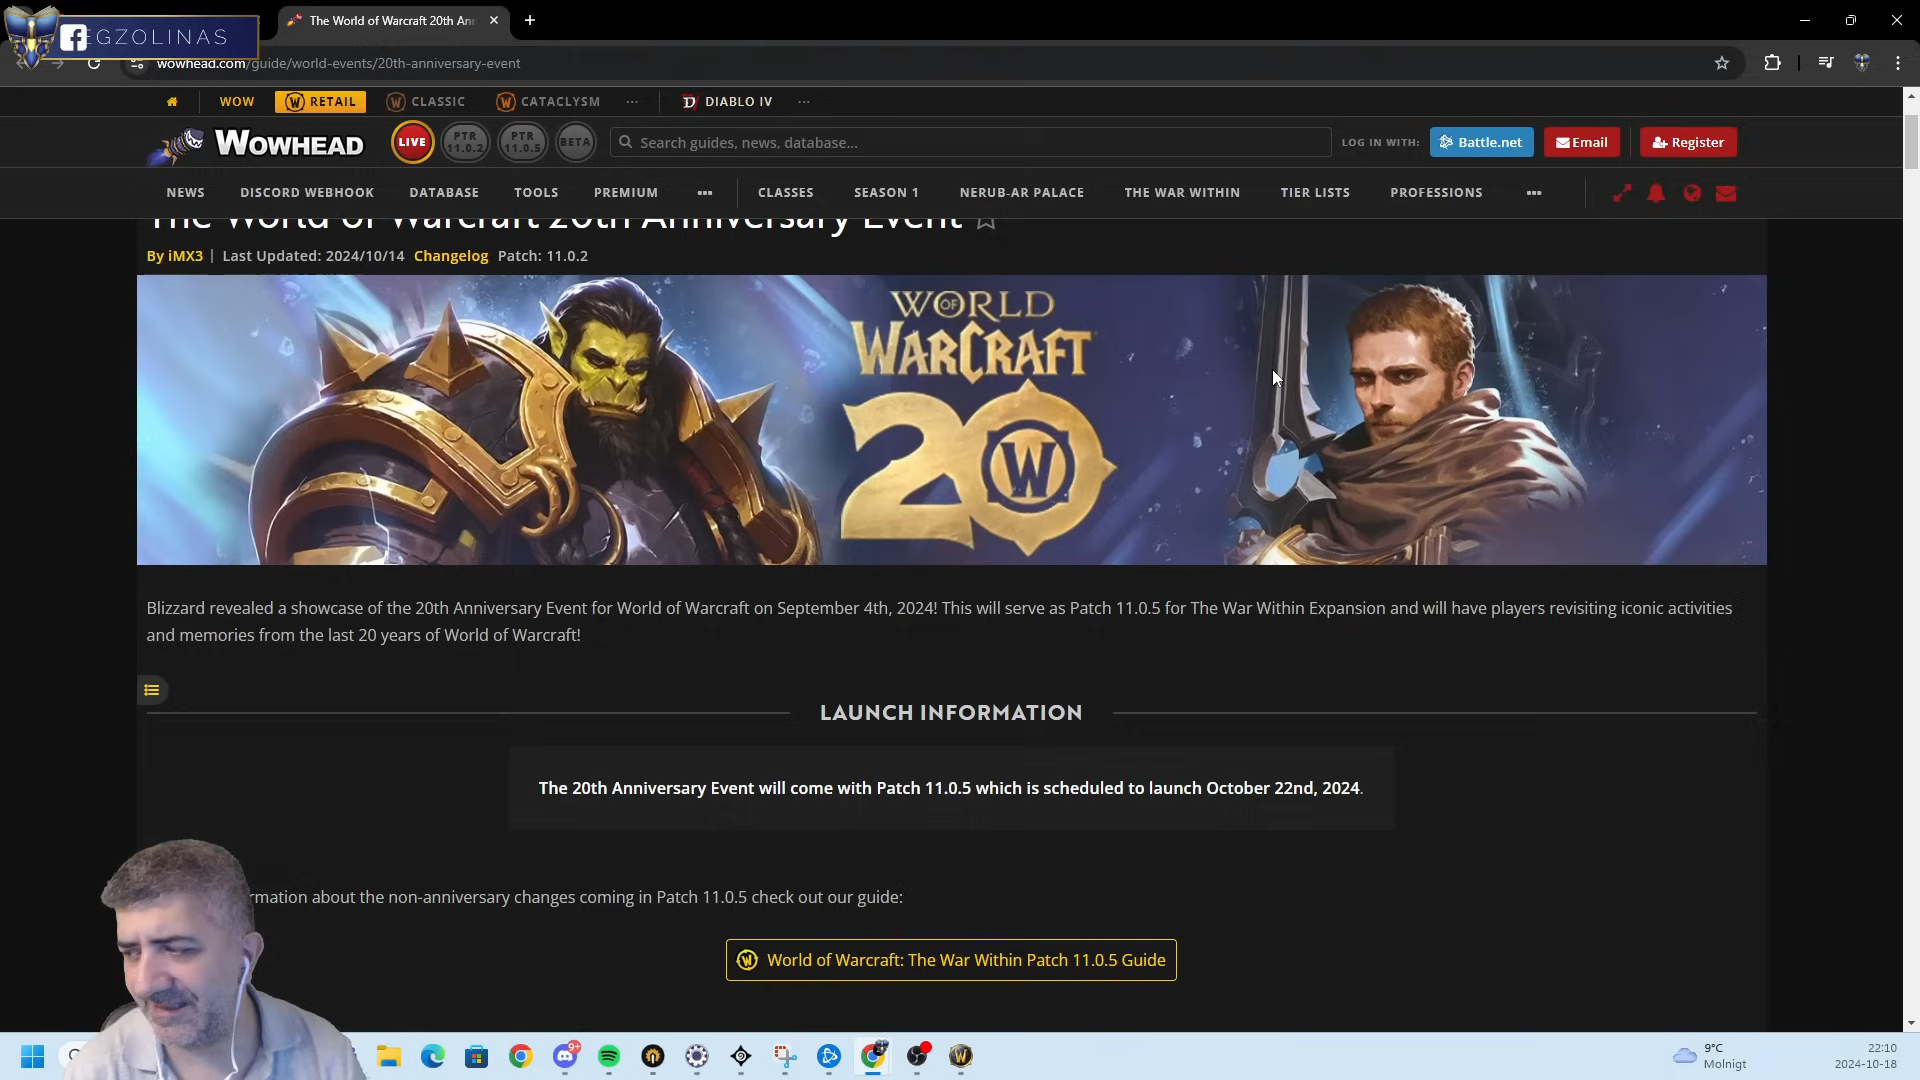 The World of Warcraft 20th An
EGZOLINAS
wowhead.com/guide/world-events/20th-anniversary-event
WOW
RETAIL
CLASSIC
CATACLYSM
DIABLO IV
WOWHEAD
LIVE
PTR
11.0.2
PTR
11.0.5
BETA
Search guides, news, database...
LOG IN WITH:
Battle.net
Email
Register
NEWS
DISCORD WEBHOOK
DATABASE
TOOLS
PREMIUM
CLASSES
SEASON 1
NERUB-AR PALACE
THE WAR WITHIN
TIER LISTS
PROFESSIONS
The World of Warcraft 20th Anniversary Event
By iMX3 | Last Updated: 2024/10/14 Changelog Patch: 11.0.2
WORLD
OF
WARCRAFT
20
W
Blizzard revealed a showcase of the 20th Anniversary Event for World of Warcraft on September 4th, 2024! This will serve as Patch 11.0.5 for The War Within Expansion and will have players revisiting iconic activities
and memories from the last 20 years of World of Warcraft!
LAUNCH INFORMATION
The 20th Anniversary Event will come with Patch 11.0.5 which is scheduled to launch October 22nd, 2024.
rmation about the non-anniversary changes coming in Patch 11.0.5 check out our guide:
World of Warcraft: The War Within Patch 11.0.5 Guide
9+
9°C
Molnigt
22:10
2024-10-18